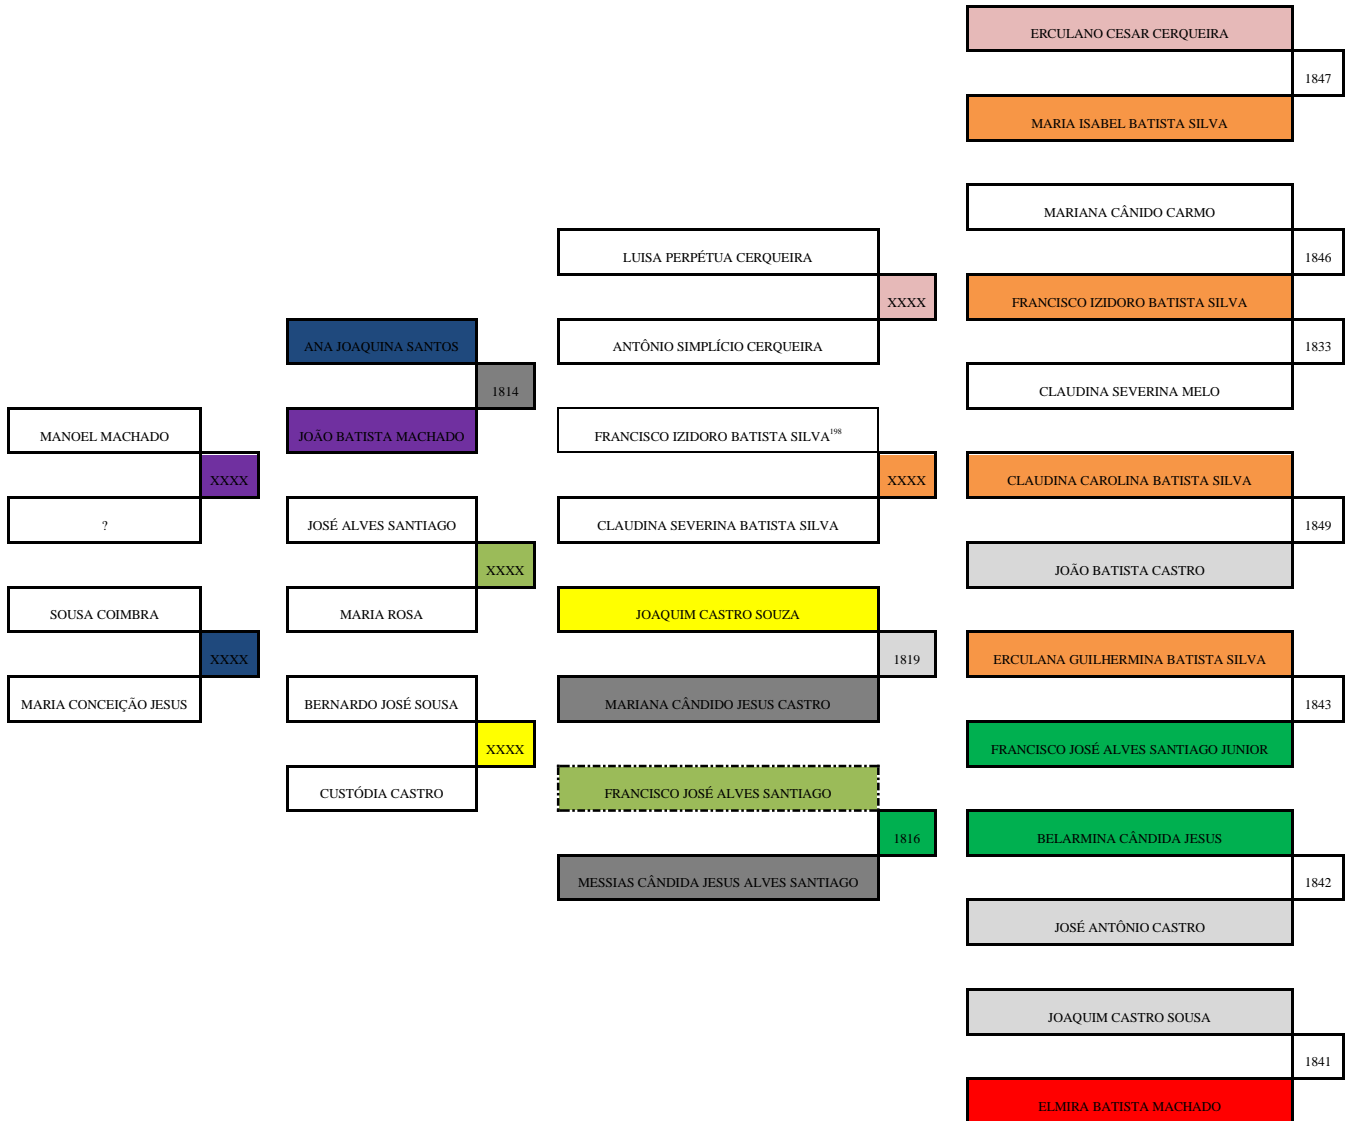 ERCULANO CESAR CERQUEIRA
1847
MARIA ISABEL BATISTA SILVA
MARIANA CÂNIDO CARMO
LUISA PERPÉTUA CERQUEIRA
1846
XXXX
FRANCISCO IZIDORO BATISTA SILVA
ANA JOAQUINA SANTOS
ANTÔNIO SIMPLÍCIO CERQUEIRA
1833
1814
CLAUDINA SEVERINA MELO
MANOEL MACHADO
JOÃO BATISTA MACHADO
FRANCISCO IZIDORO BATISTA SILVA198
XXXX
XXXX
CLAUDINA CAROLINA BATISTA SILVA
?
JOSÉ ALVES SANTIAGO
CLAUDINA SEVERINA BATISTA SILVA
1849
XXXX
JOÃO BATISTA CASTRO
SOUSA COIMBRA
MARIA ROSA
JOAQUIM CASTRO SOUZA
XXXX
1819
ERCULANA GUILHERMINA BATISTA SILVA
MARIA CONCEIÇÃO JESUS
BERNARDO JOSÉ SOUSA
MARIANA CÂNDIDO JESUS CASTRO
1843
XXXX
FRANCISCO JOSÉ ALVES SANTIAGO JUNIOR
CUSTÓDIA CASTRO
FRANCISCO JOSÉ ALVES SANTIAGO
1816
BELARMINA CÂNDIDA JESUS
MESSIAS CÂNDIDA JESUS ALVES SANTIAGO
1842
JOSÉ ANTÔNIO CASTRO
JOAQUIM CASTRO SOUSA
1841
ELMIRA BATISTA MACHADO